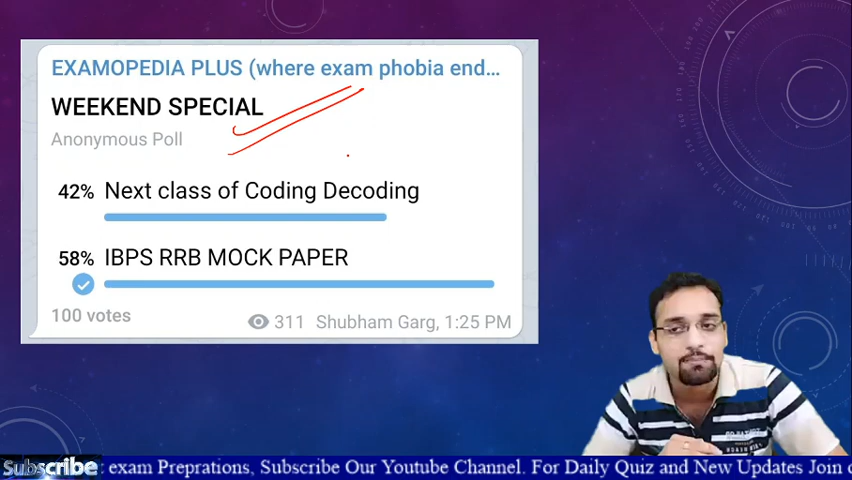 EXAMOPEDIA PLUS (where exam phobia end...
WEEKEND SPECIAL
Anonymous Poll
42% Next class of Coding Decoding
58% IBPS RRB MOCK PAPER
100 votes
311 Shubham Garg, 1:25 PM
Subscribe
: exam Preprations, Subscribe Our Youtube Channel. For Daily Quiz and New Updates Join